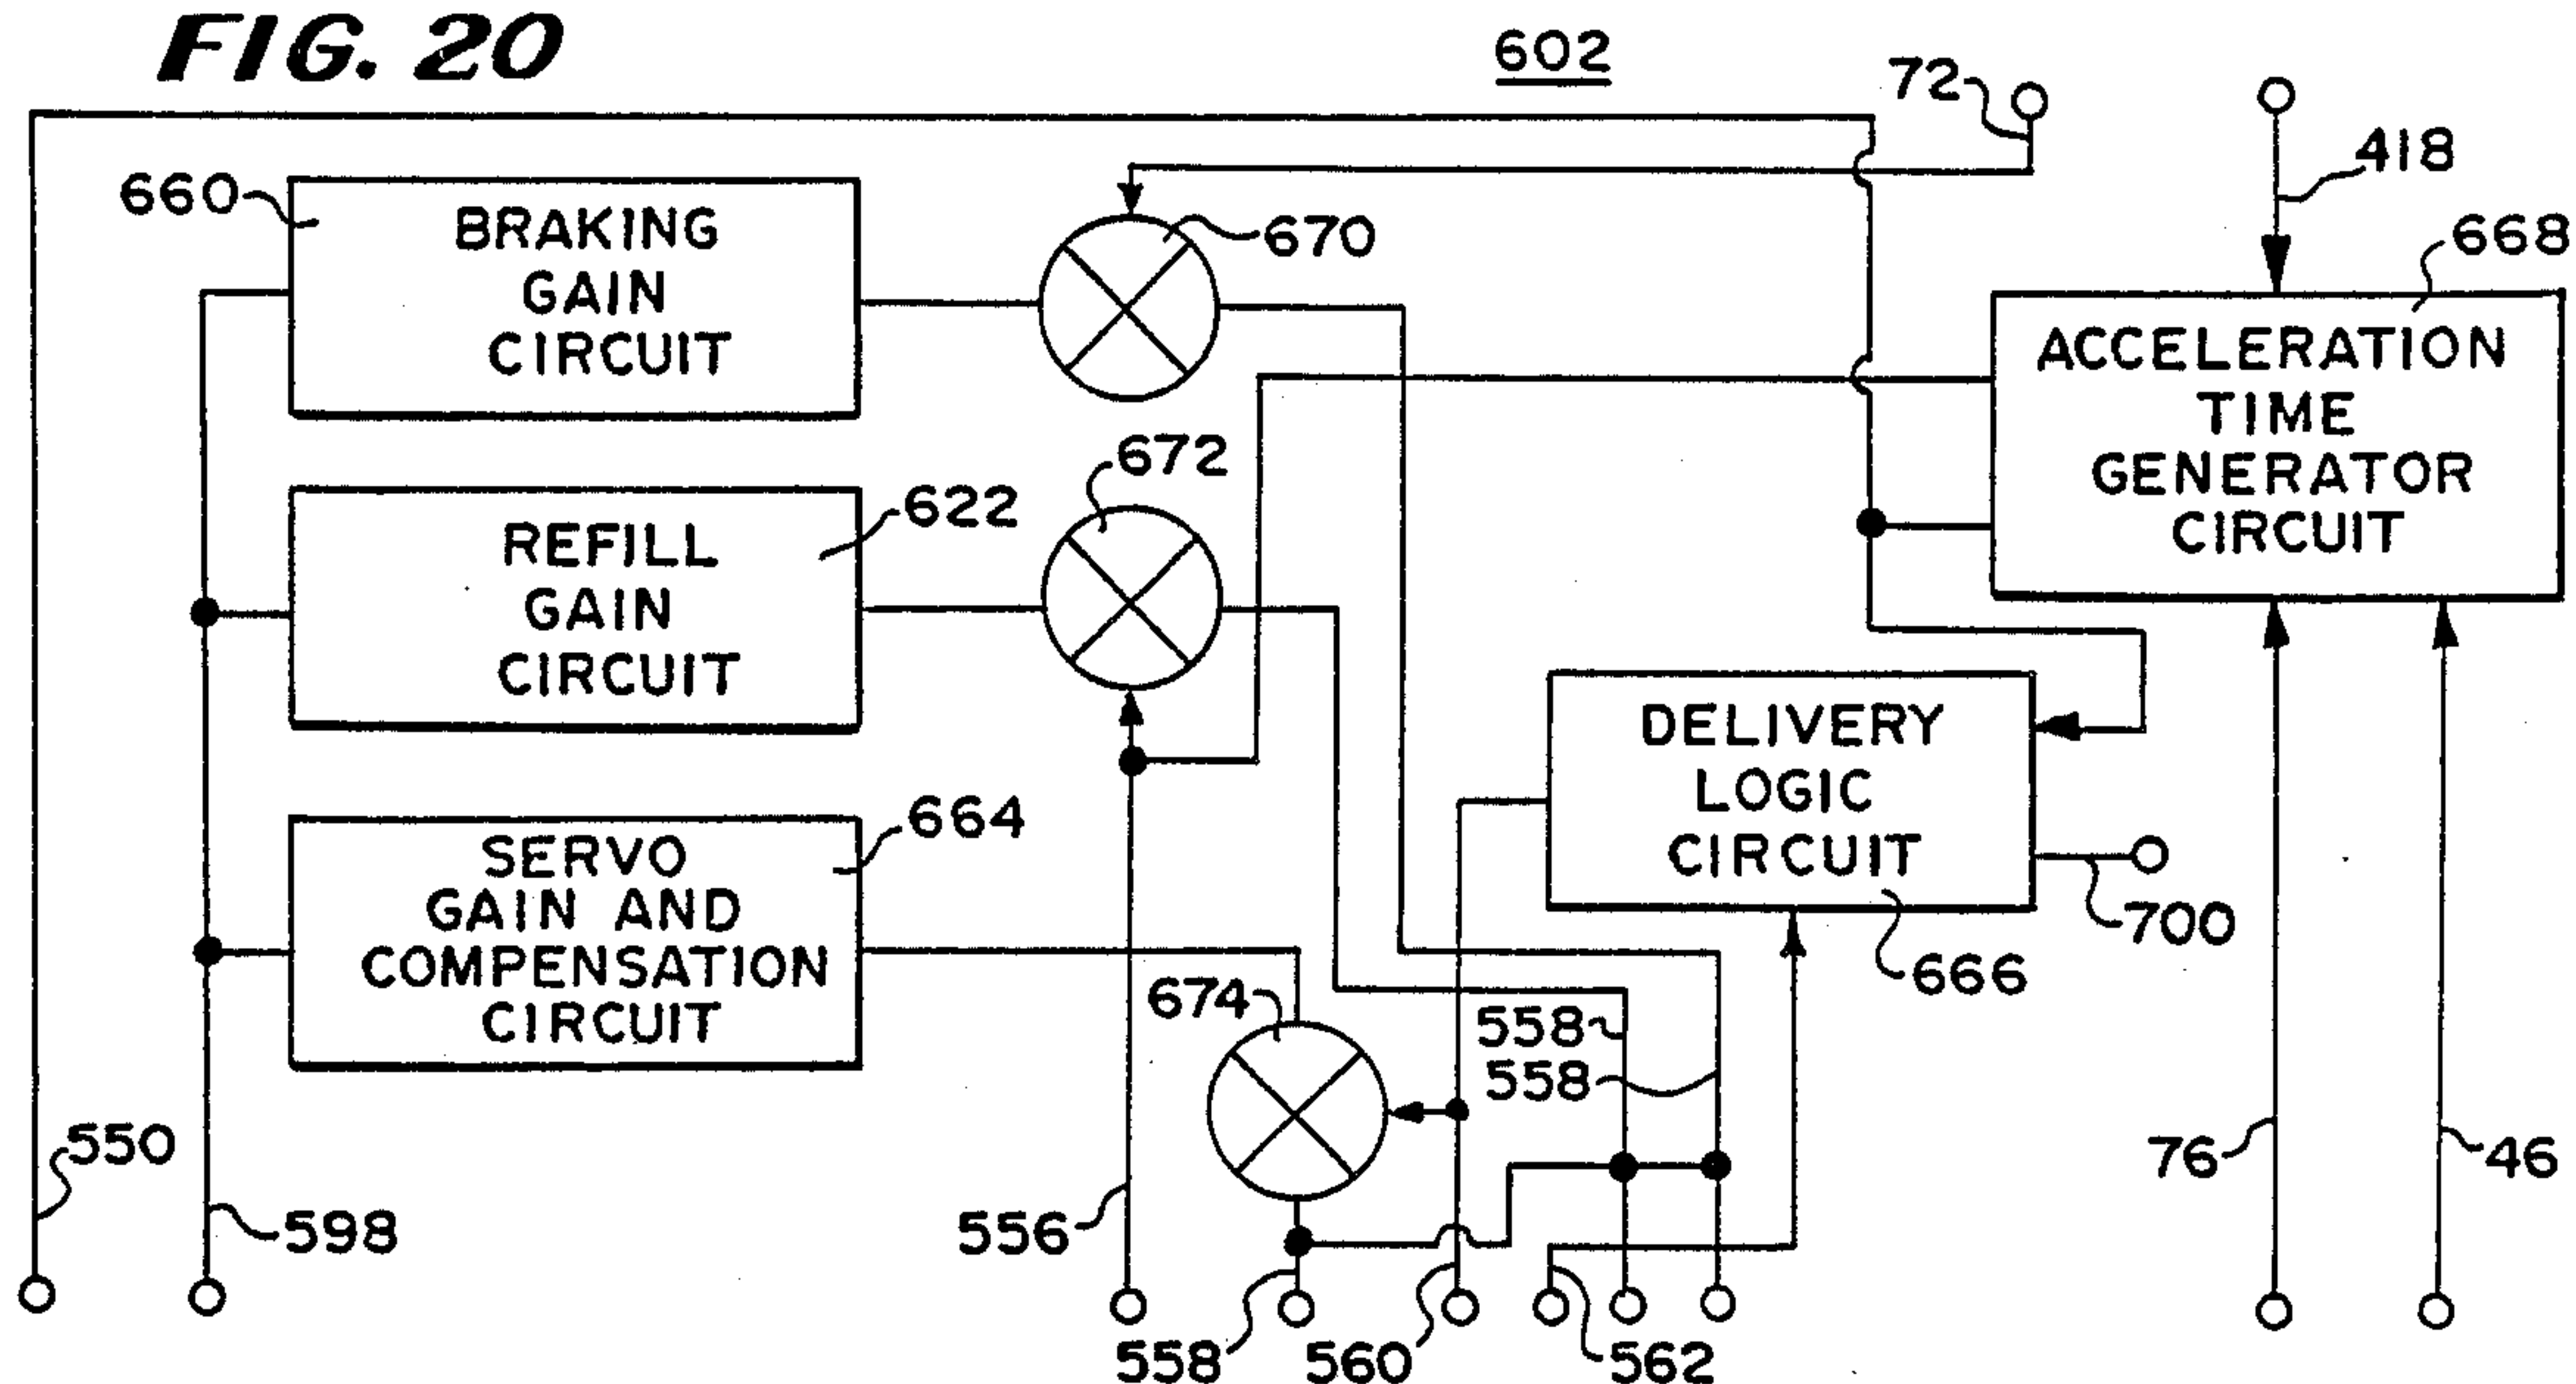 FIG. 20
602
72
418
660
BRAKING
GAIN
CIRCUIT
670
668
ACCELERATION
TIME
GENERATOR
CIRCUIT
672
622
REFILL
GAIN
CIRCUIT
664
SERVO
GAIN AND
COMPENSATION
CIRCUIT
DELIVERY
LOGIC
CIRCUIT
700
666
674
558
558
550
598
556
76
46
558
560
562